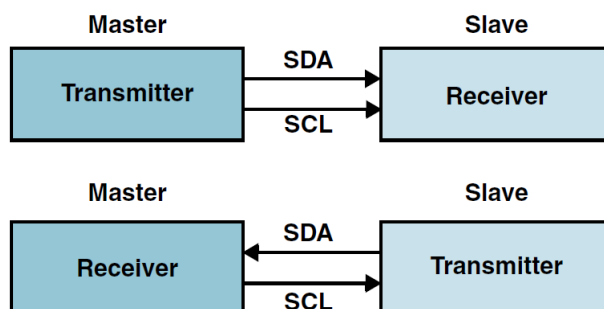 Master Slave
Transmitter SDA Receiver
SCL
Master Slave
Receiver SDA Transmitter
SCL